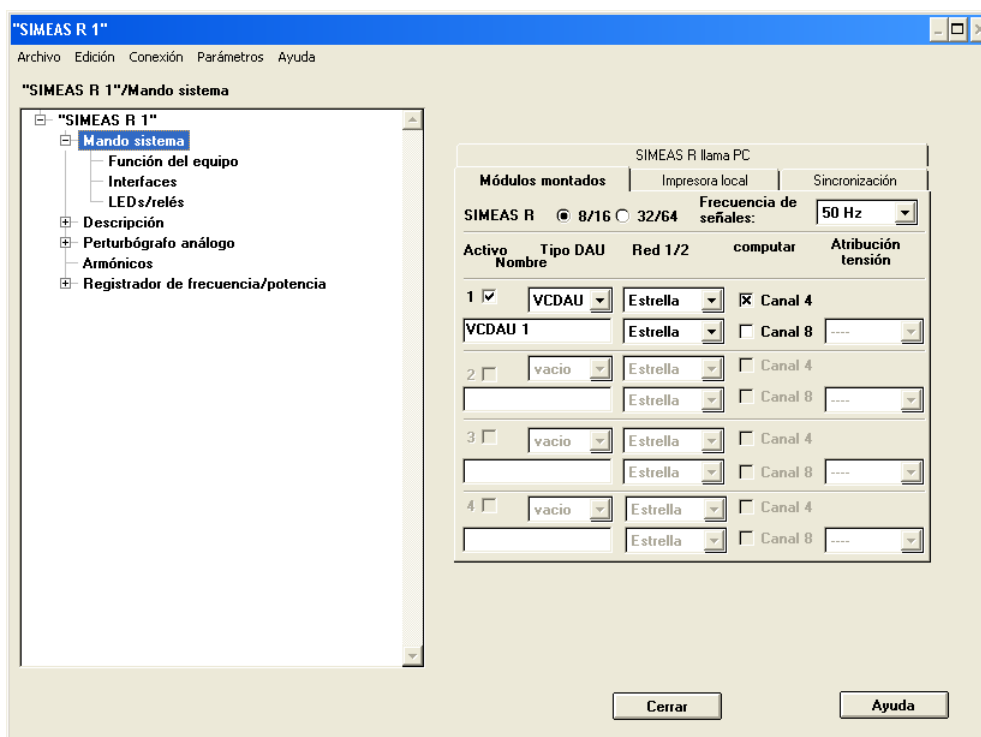 "SIMEAS R 1"
Archivo Edición Conexión Parámetros Ayuda
"SIMEAS R 1"/Mando sistema
"SIMEAS R 1"
Mando sistema
Función del equipo
Interfaces
LEDs/relés
Descripción
Perturbógrafo análogo
Armónicos
Registrador de frecuencia/potencia
SIMEAS R llama PC
Módulos montados Impresora local Sincronización
SIMEAS R 8/16 32/64 Frecuencia de señales: 50 Hz
Activo Nombre Tipo DAU Red 1/2 computar Atribución tensión
1 VCDAU Estrella Canal 4
VCDAU 1 Estrella Canal 8 ----
2 vacio Estrella Canal 4
Estrella Canal 8 ----
3 vacio Estrella Canal 4
Estrella Canal 8 ----
4 vacio Estrella Canal 4
Estrella Canal 8 ----
Cerrar Ayuda